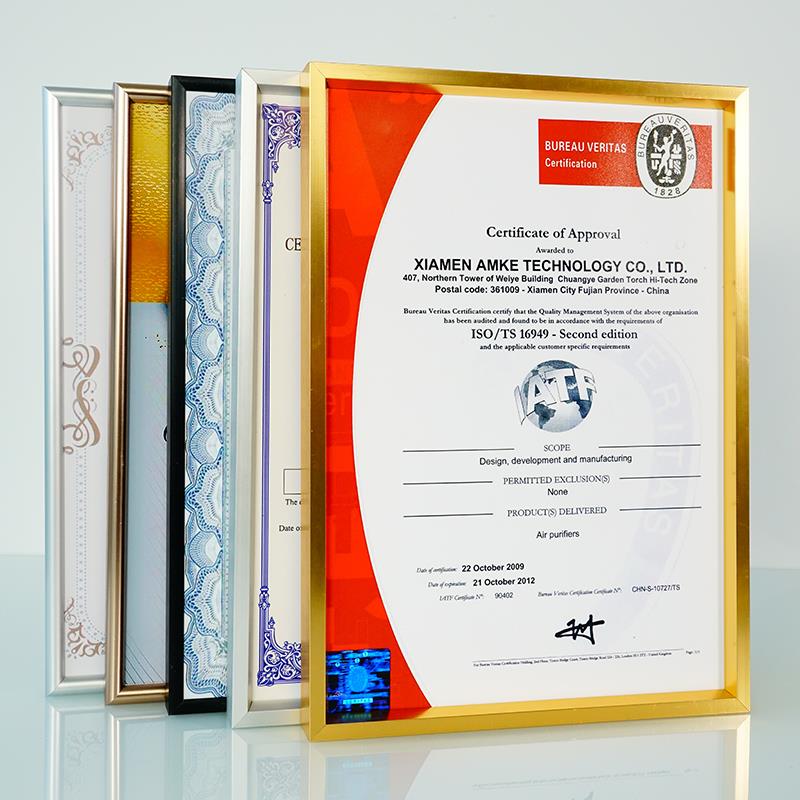 BUREAU VERITAS
Certification
BUREAU VERITAS
1828
Certificate of Approval
Awarded to
XIAMEN AMKE TECHNOLOGY CO., LTD.
407, Northern Tower of Weiye Building Chuangye Garden Torch Hi-Tech Zone
Postal code: 361009 - Xiamen City Fujian Province - China
Bureau Veritas Certification certify that the Quality Management System of the above organisation
has been audited and found to be in accordance with the requirements of
ISO/TS 16949 - Second edition
and the applicable customer specific requirements
IATF
SCOPE
Design, development and manufacturing
PERMITTED EXCLUSION(S)
None
PRODUCT(S) DELIVERED
Air purifiers
Date of certification: 22 October 2009
Date of expiration: 21 October 2012
IATF Certificate N°: 90402 Bureau Veritas Certification Certificate N°: CHN-S-10727/TS
CE
The
Date o
VERITAS